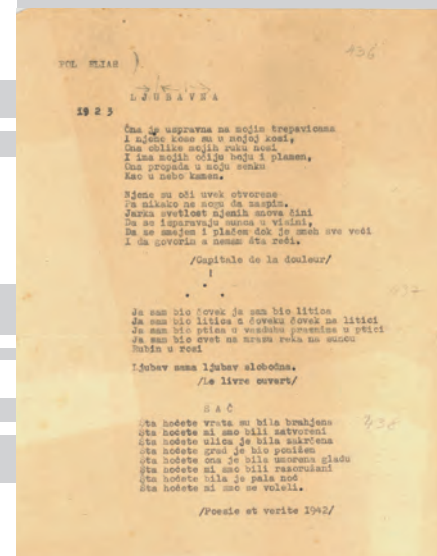 436
POL ELIAR
LJUBAVNA
1923
Ona je uspravna na mojim trepavicama
I njene kose su u mojoj kosi,
Ona oblike mojih ruku nosi
I ima mojih očiju boju i plamen,
Ona propada u moju senku
Kao u nebo kamen.
Njene su oči uvek otvorene
Pa nikako ne mogu da zaspim.
Jarka svetlost njenih snova čini
Da se isparavaju sunca u visini,
Da se smejem i plačem dok je smeh sve veći
I da govorim a nemam šta reći.
/Capitale de la douleur/
437
Ja sam bio čovek ja sam bio litica
Ja sam bio litica u čoveku čovek na litici
Ja sam bio ptica u vazduhu praznina u ptici
Ja sam bio cvet na mrazu reka na suncu
Rubin u rosi
Ljubav sama ljubav slobodna.
/Le livre ouvert/
438
Šta hoćete vrata su bila branjena
Šta hoćete mi smo bili zatvoreni
Šta hoćete ulica je bila zakrčena
Šta hoćete grad je bio ponižen
Šta hoćete ona je bila umorena glađu
Šta hoćete mi smo bili razoružani
Šta hoćete bila je pala noć
Šta hoćete mi smo se voleli.
/Poesie et verite 1942/